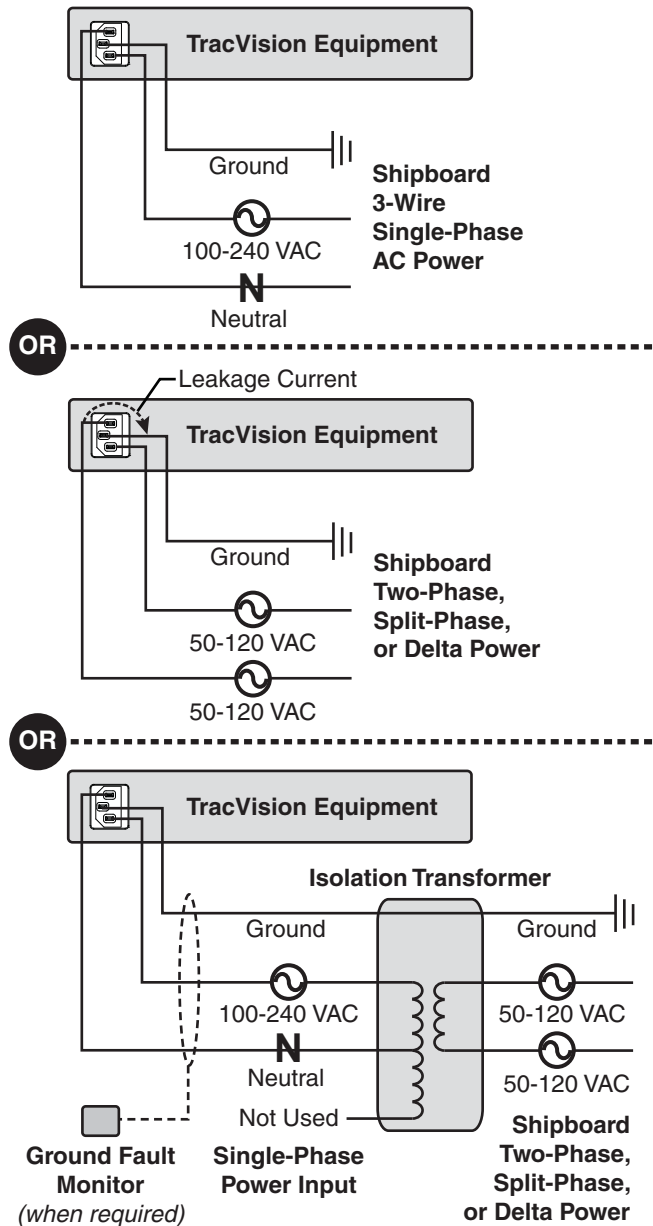 TracVision Equipment
Ground
Shipboard
3-Wire
Single-Phase
AC Power
100-240 VAC
N
Neutral
OR
Leakage Current
TracVision Equipment
Ground
Shipboard
Two-Phase,
Split-Phase,
or Delta Power
50-120 VAC
50-120 VAC
OR
TracVision Equipment
Isolation Transformer
Ground
Ground
100-240 VAC
50-120 VAC
N
Neutral
50-120 VAC
Not Used
Ground Fault
Monitor
(when required)
Single-Phase
Power Input
Shipboard
Two-Phase,
Split-Phase,
or Delta Power